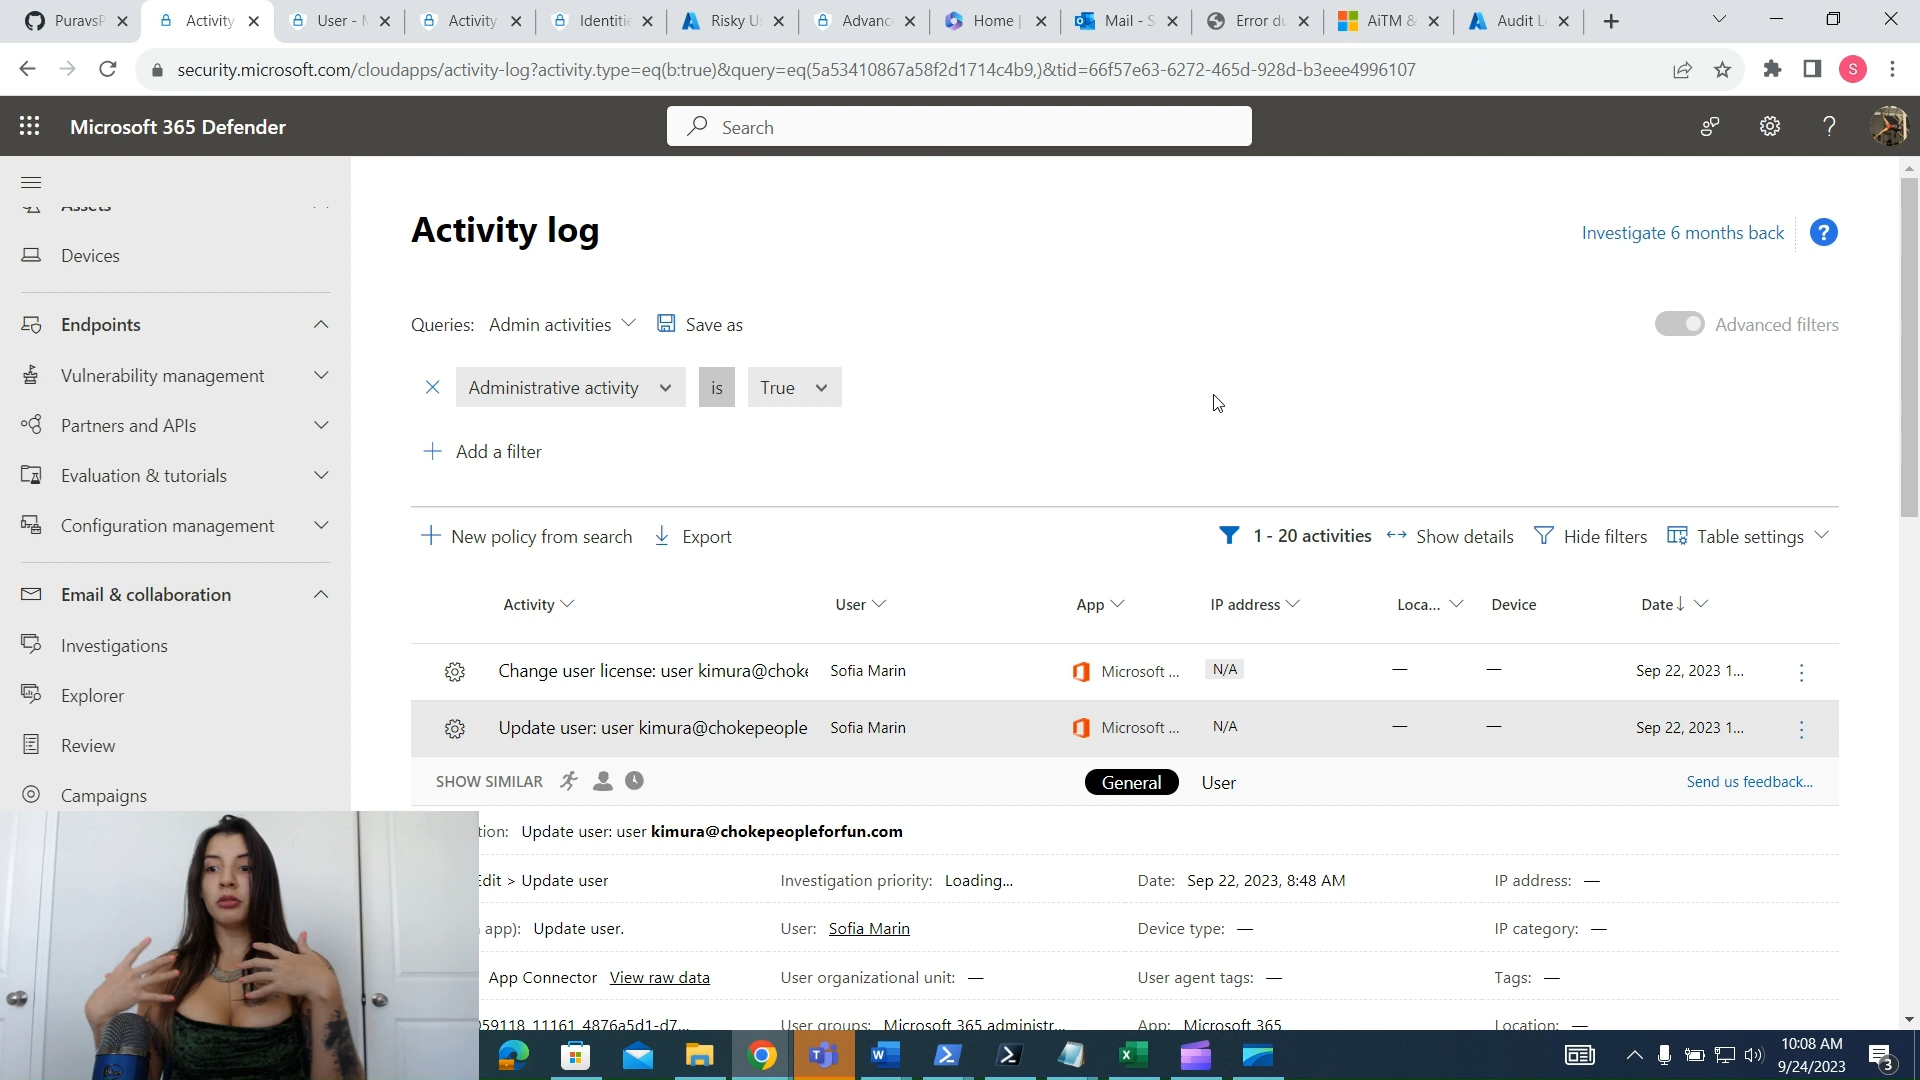 PuravsP
Activity
User - M
Activity
Identitie
Risky Us
Advanc
Home |
Mail - S
Error du
AiTM &
Audit Lo
security.microsoft.com/cloudapps/activity-log?activity.type=eq(b:true)&query=eq(5a53410867a58f2d1714c4b9,)&tid=66f57e63-6272-465d-928d-b3eee4996107
S
Microsoft 365 Defender
Search
Assets
Devices
Endpoints
Vulnerability management
Partners and APIs
Evaluation & tutorials
Configuration management
Email & collaboration
Investigations
Explorer
Review
Campaigns
Activity log
Investigate 6 months back
?
Queries: Admin activities
Save as
Advanced filters
Administrative activity is True
Add a filter
New policy from search
Export
1 - 20 activities
Show details
Hide filters
Table settings
Activity User App IP address Loca... Device Date
Change user license: user kimura@choke Sofia Marin Microsoft ... N/A — — Sep 22, 2023 1...
Update user: user kimura@chokepeople Sofia Marin Microsoft ... N/A — — Sep 22, 2023 1...
SHOW SIMILAR
General User
Send us feedback...
tion: Update user: user kimura@chokepeopleforfun.com
Edit > Update user Investigation priority: Loading... Date: Sep 22, 2023, 8:48 AM IP address: —
app): Update user. User: Sofia Marin Device type: — IP category: —
App Connector View raw data User organizational unit: — User agent tags: — Tags: —
059118_11161_4876a5d1-d7... User groups: Microsoft 365 administr... App: Microsoft 365 Location: —
10:08 AM
9/24/2023
3